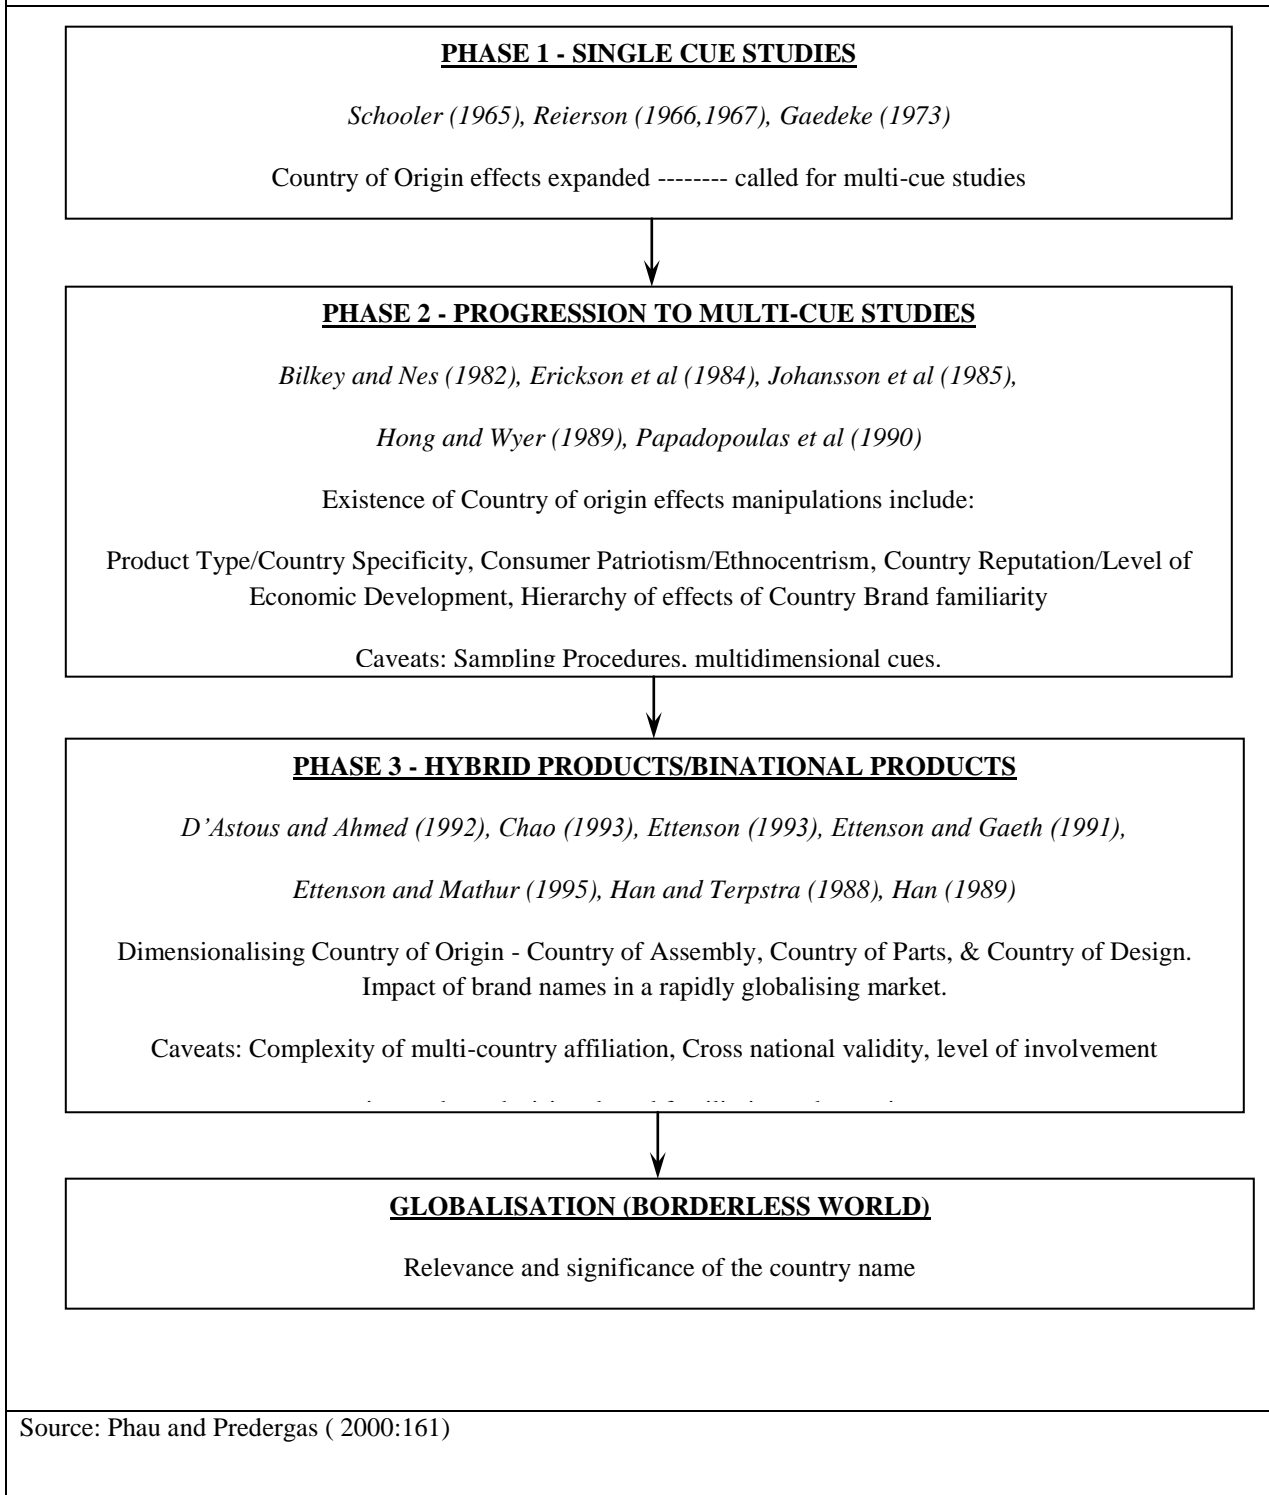 PHASE 1 - SINGLE CUE STUDIES
Schooler (1965), Reierson (1966,1967), Gaedeke (1973)
Country of Origin effects expanded -------- called for multi-cue studies
PHASE 2 - PROGRESSION TO MULTI-CUE STUDIES
Bilkey and Nes (1982), Erickson et al (1984), Johansson et al (1985),
Hong and Wyer (1989), Papadopoulas et al (1990)
Existence of Country of origin effects manipulations include:
Product Type/Country Specificity, Consumer Patriotism/Ethnocentrism, Country Reputation/Level of
Economic Development, Hierarchy of effects of Country Brand familiarity
Caveats: Sampling Procedures, multidimensional cues.
PHASE 3 - HYBRID PRODUCTS/BINATIONAL PRODUCTS
D’Astous and Ahmed (1992), Chao (1993), Ettenson (1993), Ettenson and Gaeth (1991),
Ettenson and Mathur (1995), Han and Terpstra (1988), Han (1989)
Dimensionalising Country of Origin - Country of Assembly, Country of Parts, & Country of Design.
Impact of brand names in a rapidly globalising market.
Caveats: Complexity of multi-country affiliation, Cross national validity, level of involvement
GLOBALISATION (BORDERLESS WORLD)
Relevance and significance of the country name
Source: Phau and Predergas ( 2000:161)